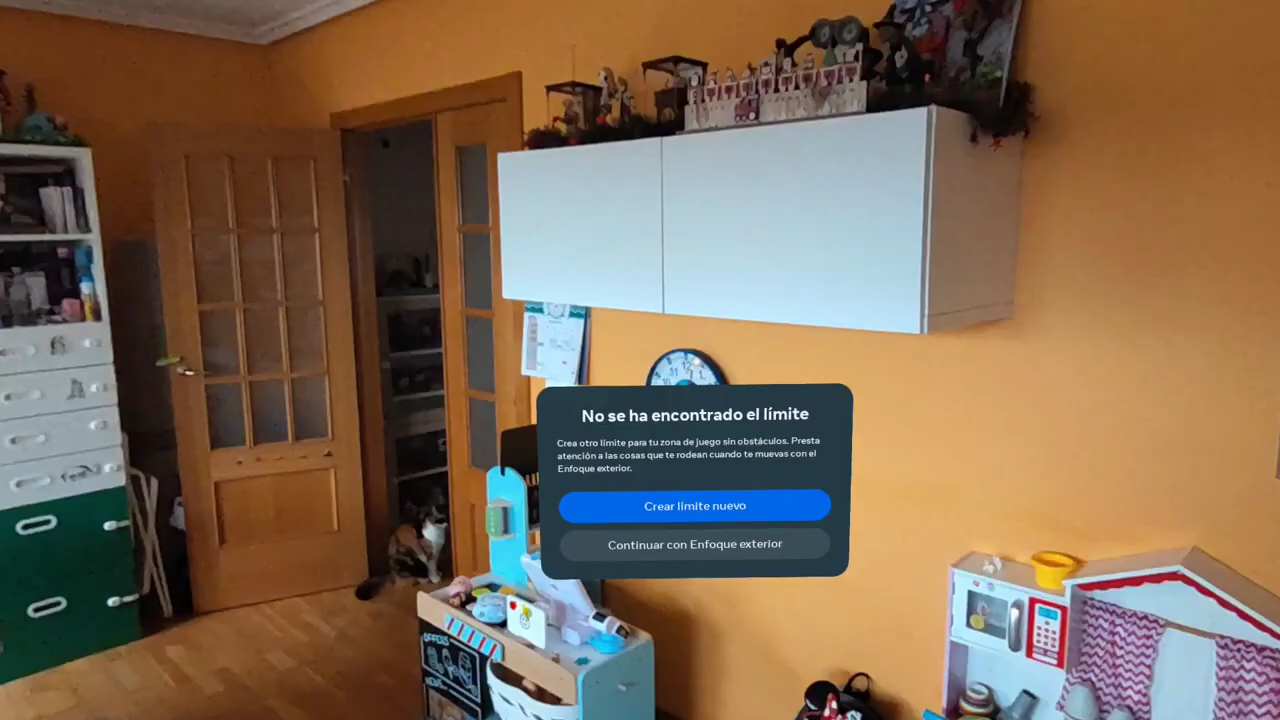 No se ha encontrado el límite
Crea otro límite para tu zona de juego sin obstáculos. Presta
atención a las cosas que te rodean cuando te muevas con el
Enfoque exterior.
Crear límite nuevo
Continuar con Enfoque exterior
OFFERS